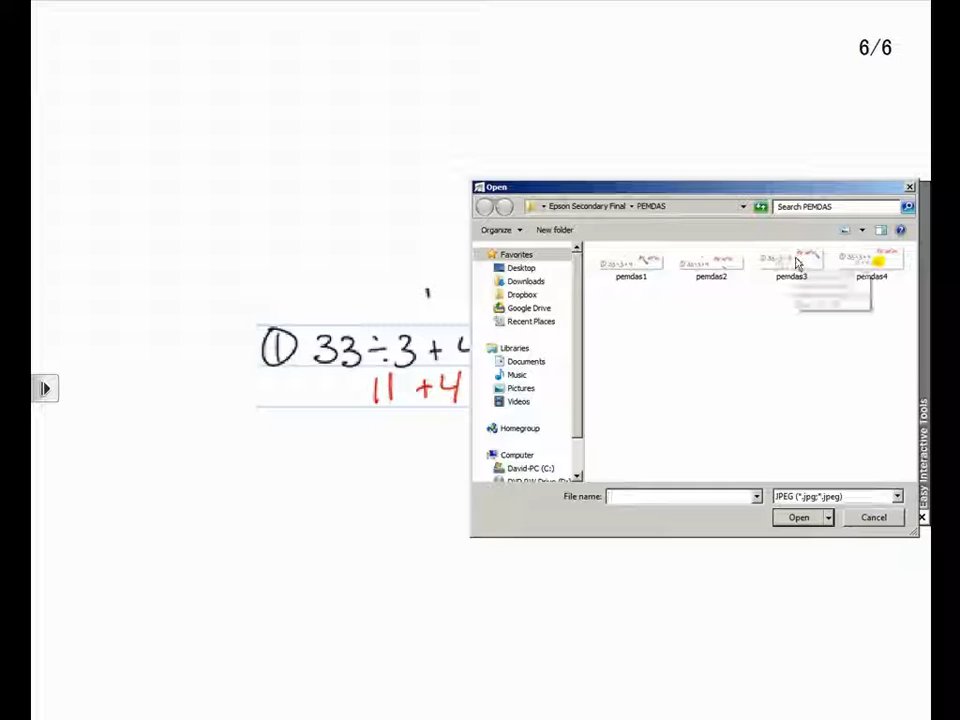 6/6
Open
Epson Secondary Final
PEMDAS
Search PEMDAS
Organize
New folder
Favorites
Desktop
Downloads
Dropbox
Google Drive
Recent Places
Libraries
Documents
Music
Pictures
Videos
Homegroup
Computer
David-PC (C:)
pemdas1
pemdas2
pemdas3
pemdas4
① 33÷3+4
11 +4
File name:
JPEG (*.jpg;*.jpeg)
Open
Cancel
Easy Interactive Tools